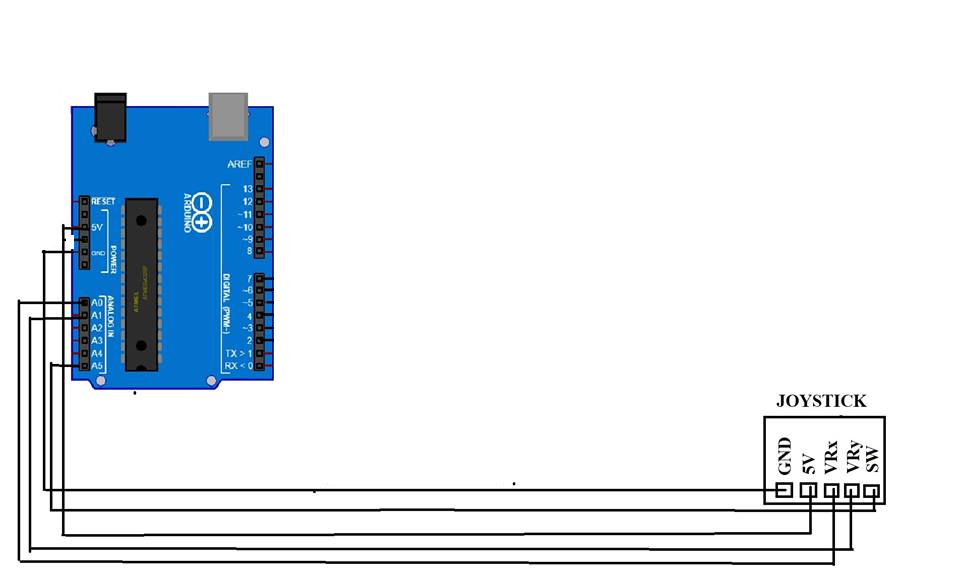 AREF
RESET
5V
GND
POWER
A0
A1
A2
A3
A4
A5
ANALOG IN
ATMEL
ATMEGA328P
ARDUINO
13
12
~11
~10
~9
8
7
~6
~5
4
~3
2
TX > 1
RX < 0
DIGITAL (PWM~)
JOYSTICK
GND
5V
VRx
VRy
SW